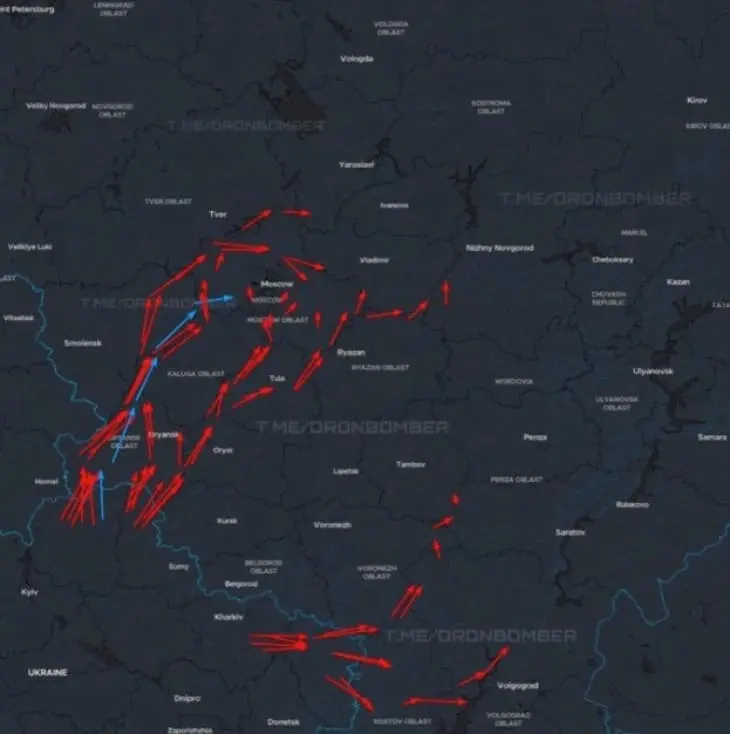 int Petersburg
LENINGRAD
OBLAST
VOLOGDA
OBLAST
Vologda
Veliky Novgorod
NOVGOROD
OBLAST
KOSTROMA
OBLAST
Kirov
KIROV OBLAS
T.ME/DRONBOMBER
Yaroslavl
TVER OBLAST
Ivanovo
T.ME/DRONBOMBER
Tver
MARI EL
Velikiye Luki
Nizhny Novgorod
Vladimir
Cheboksary
Kazan
AST
Moscow
MOSCOW
CHUVASH
REPUBLIC
TATA
T.ME/DRONBOMBER
Vitsebsk
MOSCOW OBLAST
Smolensk
Ryazan
RYAZAN OBLAST
KALUGA OBLAST
Tula
MORDOVIA
Ulyanovsk
ULYANOVSK
OBLAST
T.ME/DRONBOMBER
Bryansk
BRYANSK
OBLAST
Oryol
Penza
Samara
Lipetsk
Tambov
PENZA OBLAST
Homel
Balakovo
Kursk
Voronezh
Saratov
Sumy
BELGOROD
OBLAST
VORONEZH
OBLAST
Belgorod
Kyiv
Kharkiv
T.ME/DRONBOMBER
UKRAINE
Volgograd
Dnipro
VOLGOGRAD
OBLAST
Donetsk
ROSTOV OBLAST
Zaporizhzhia